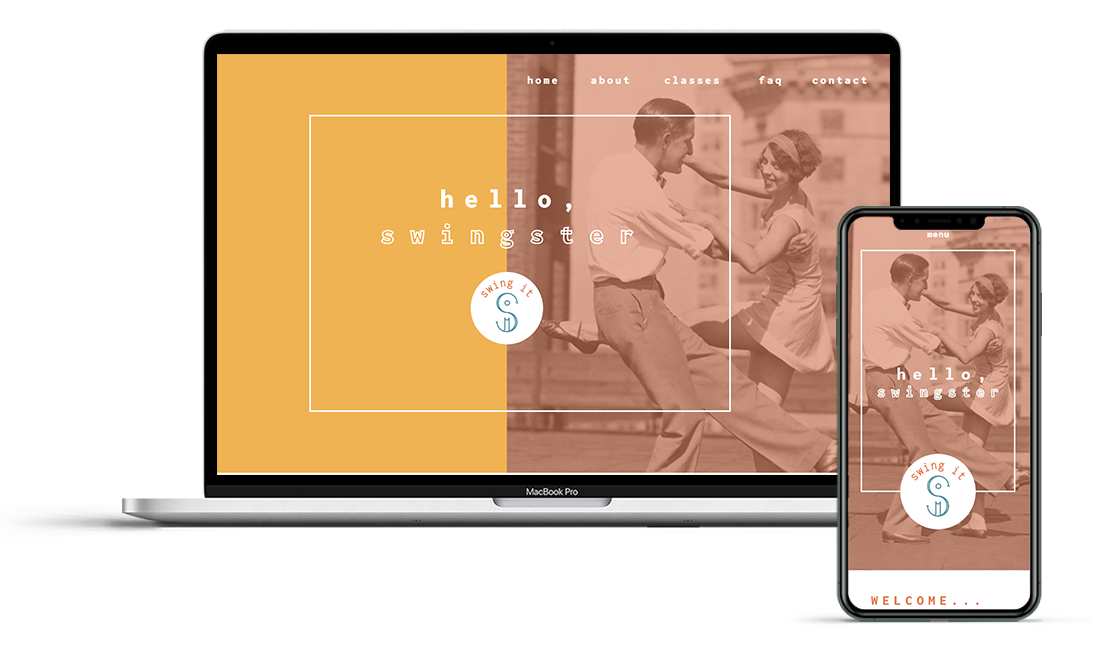 home about classes faq contact
hello,
swingster
swing it
S
MacBook Pro
menu
hello,
swingster
swing it
S
WELCOME...